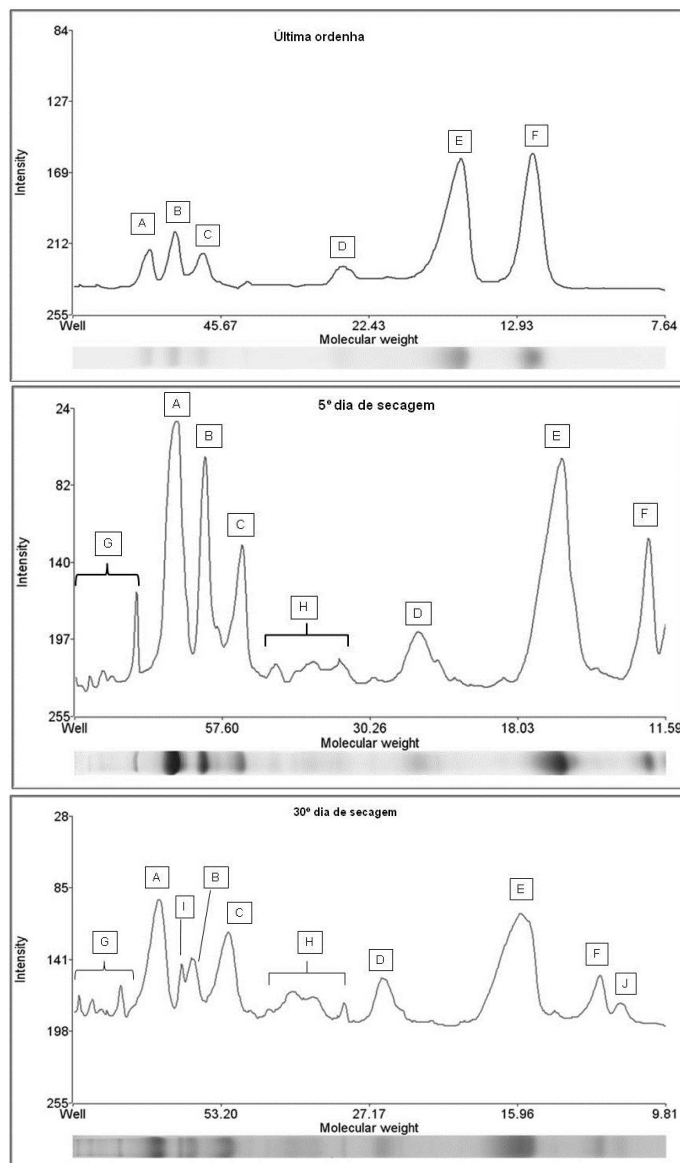 Última ordenha
84
127
169
212
255
Intensity
A
B
C
D
E
F
Well 45.67 22.43 12.93 7.64
Molecular weight
5º dia de secagem
24
82
140
197
255
Intensity
G
A
B
C
H
D
E
F
Well 57.60 30.26 18.03 11.59
Molecular weight
30º dia de secagem
28
85
141
198
255
Intensity
G
A
I
B
C
H
D
E
F
J
Well 53.20 27.17 15.96 9.81
Molecular weight